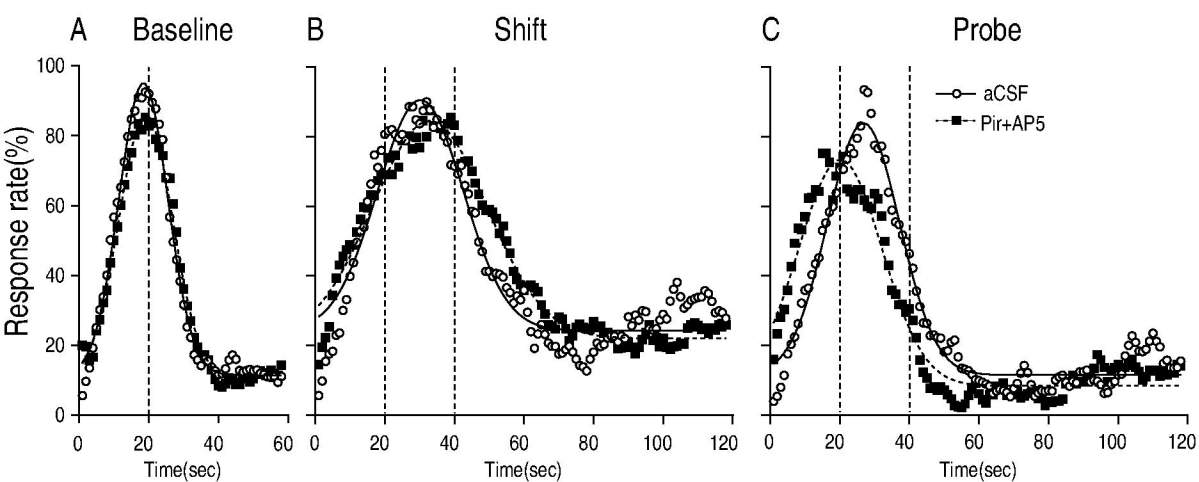 A Baseline B Shift C Probe
aCSF
Pir+AP5
Response rate(%)
100
80
60
40
20
0
0 20 40 60
0 20 40 60 80 100 120
0 20 40 60 80 100 120
Time(sec) Time(sec) Time(sec)